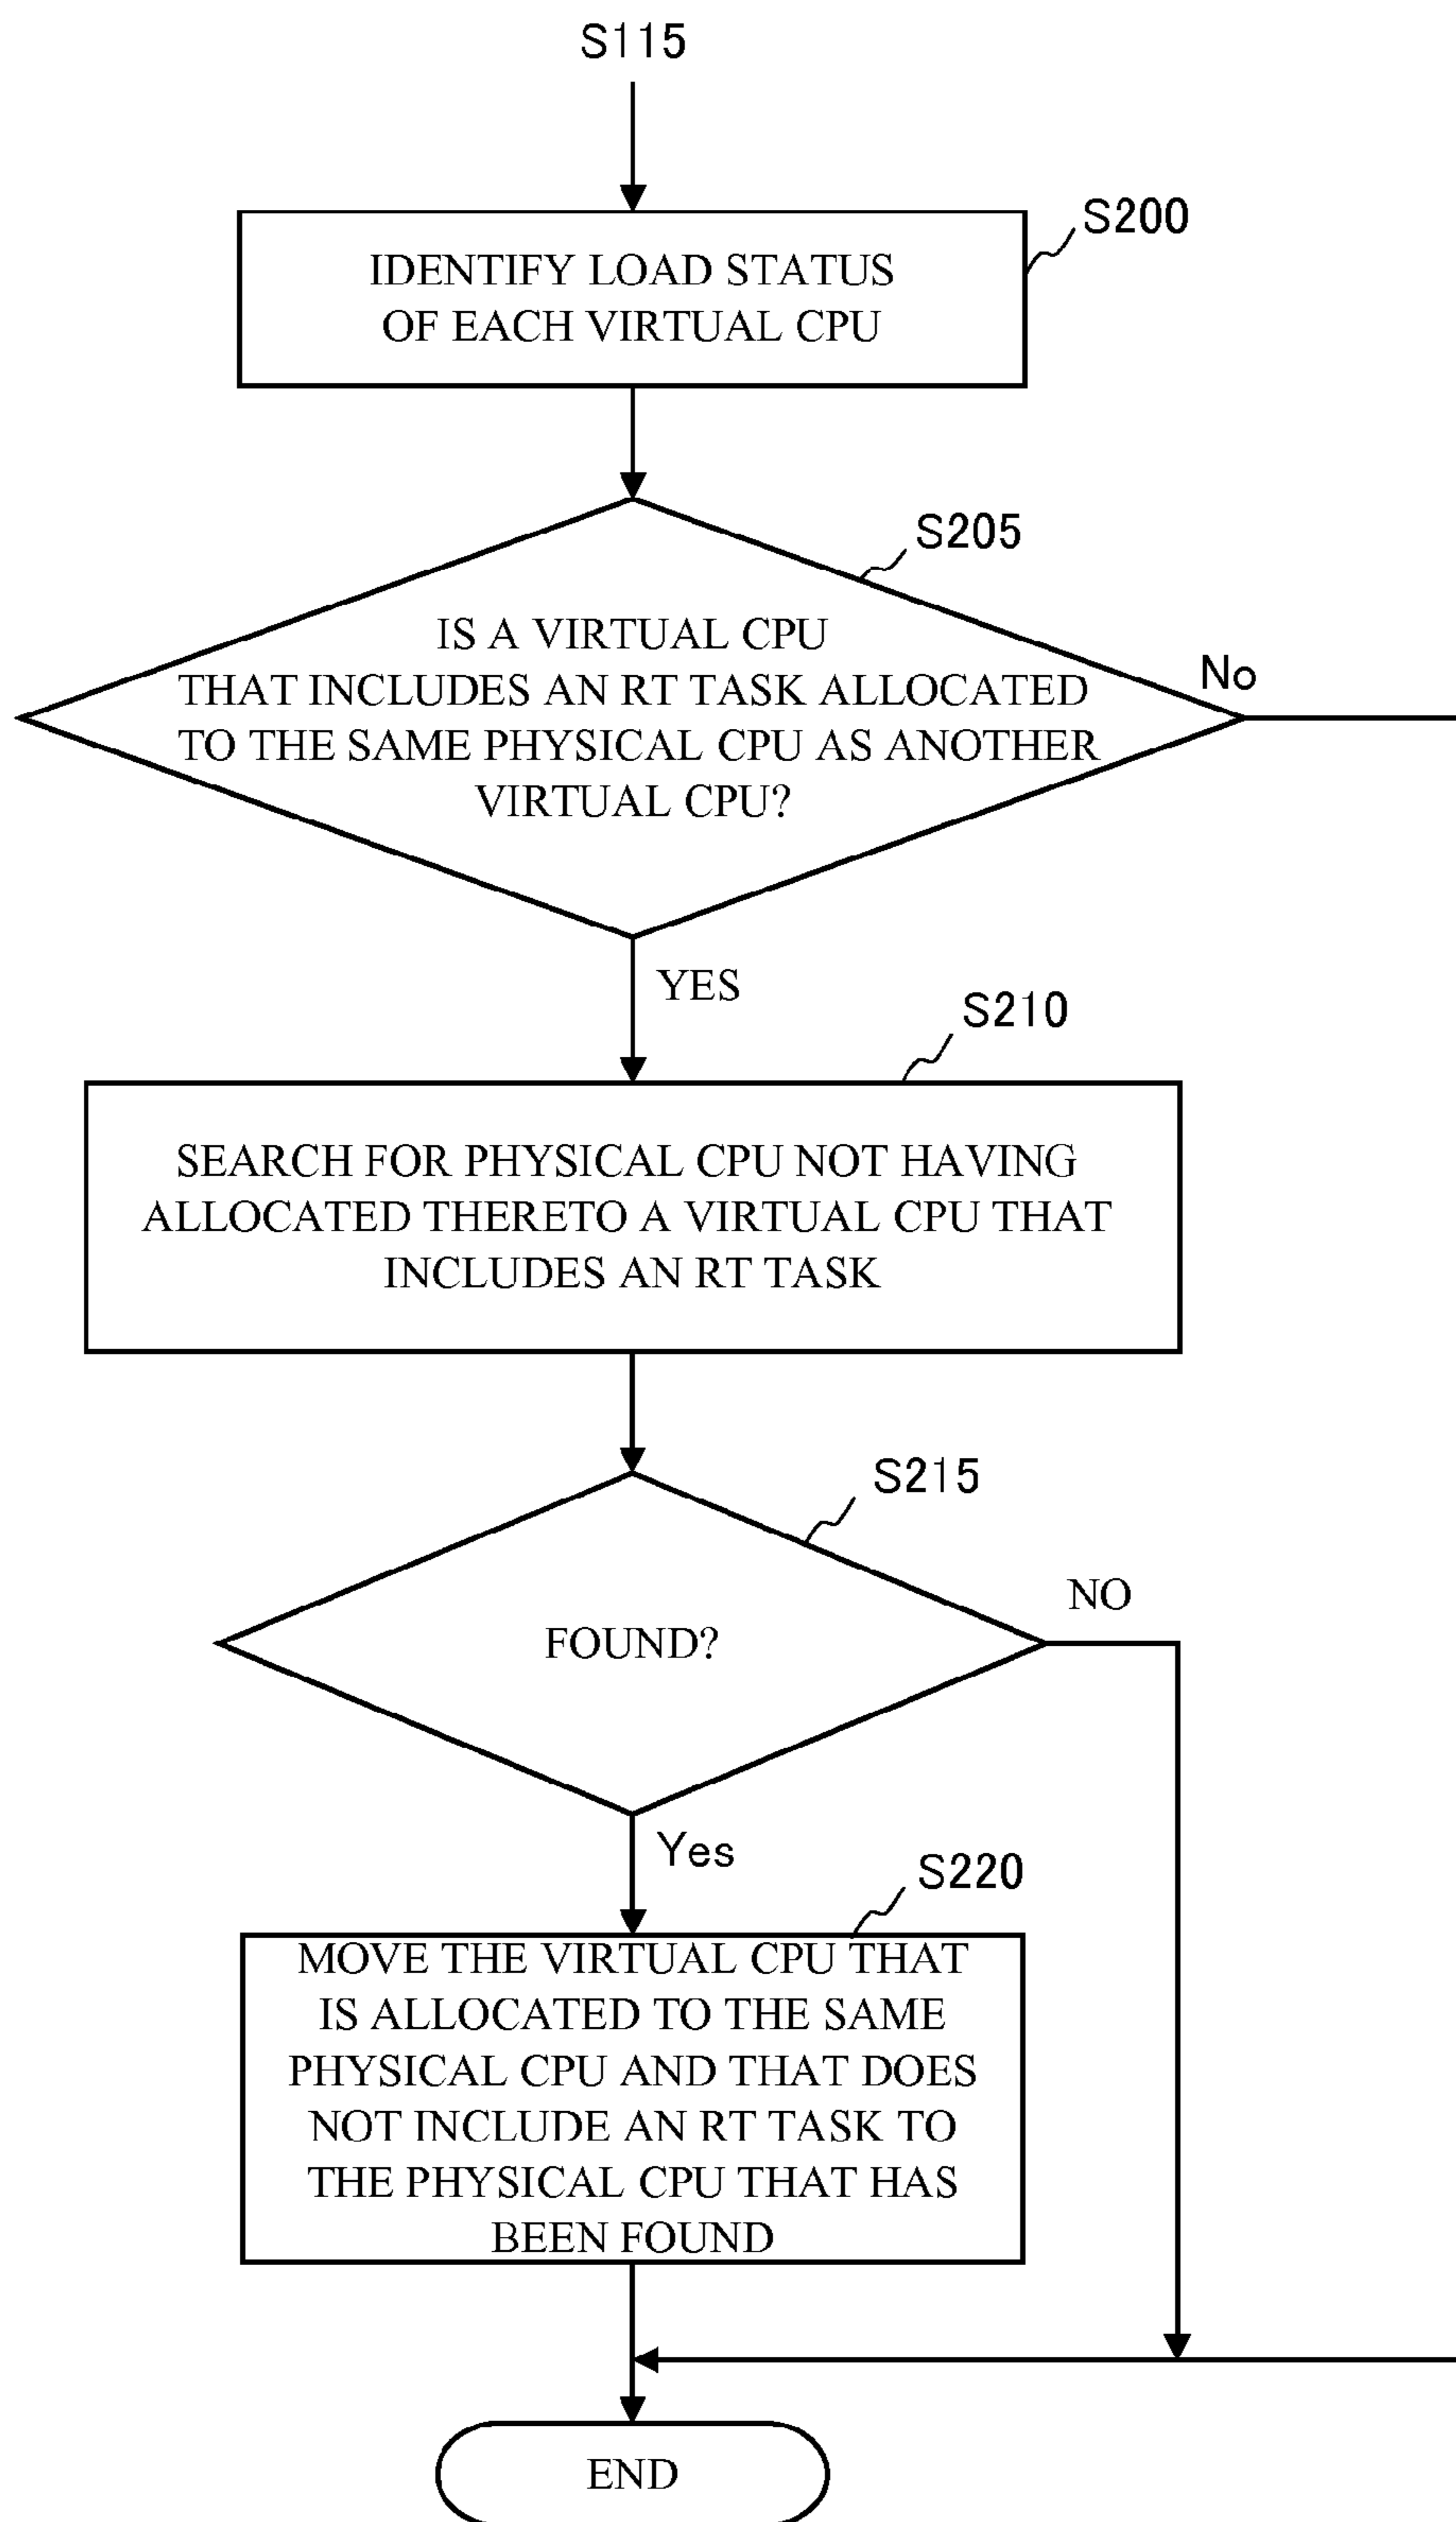 S115
S200
IDENTIFY LOAD STATUS
OF EACH VIRTUAL CPU
S205
IS A VIRTUAL CPU
THAT INCLUDES AN RT TASK ALLOCATED
TO THE SAME PHYSICAL CPU AS ANOTHER
VIRTUAL CPU?
No
YES
S210
SEARCH FOR PHYSICAL CPU NOT HAVING
ALLOCATED THERETO A VIRTUAL CPU THAT
INCLUDES AN RT TASK
S215
FOUND?
NO
Yes
S220
MOVE THE VIRTUAL CPU THAT
IS ALLOCATED TO THE SAME
PHYSICAL CPU AND THAT DOES
NOT INCLUDE AN RT TASK TO
THE PHYSICAL CPU THAT HAS
BEEN FOUND
END